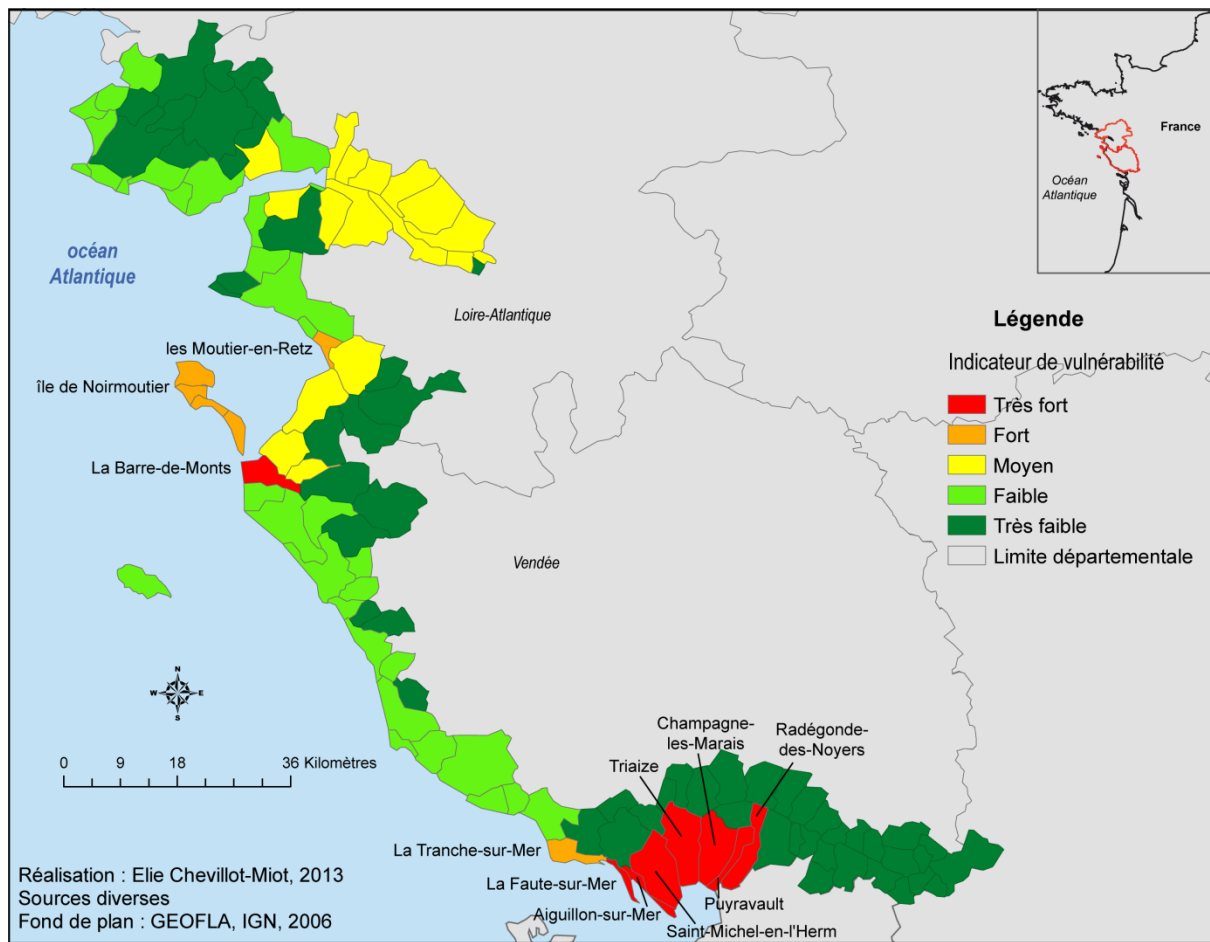 France
Océan
Atlantique
océan
Atlantique
Loire-Atlantique
Légende
Indicateur de vulnérabilité
Très fort
Fort
Moyen
Faible
Très faible
Limite départementale
les Moutier-en-Retz
île de Noirmoutier
La Barre-de-Monts
Vendée
N
W E
S
0 9 18 36 Kilomètres
Champagne-
les-Marais
Radégonde-
des-Noyers
Triaize
La Tranche-sur-Mer
La Faute-sur-Mer
Aiguillon-sur-Mer
Puyravault
Saint-Michel-en-l'Herm
Réalisation : Elie Chevillot-Miot, 2013
Sources diverses
Fond de plan : GEOFLA, IGN, 2006